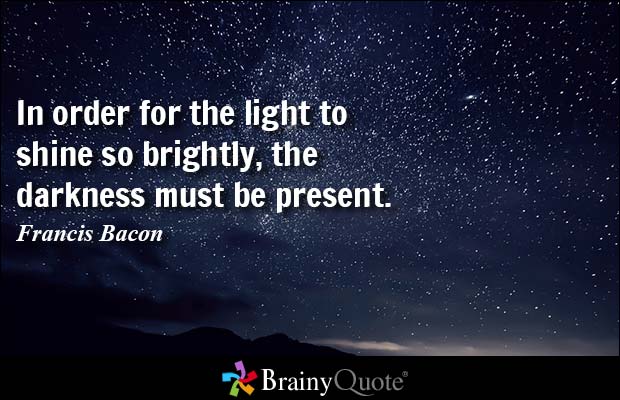 In order for the light to
shine so brightly, the
darkness must be present.
Francis Bacon
BrainyQuote®